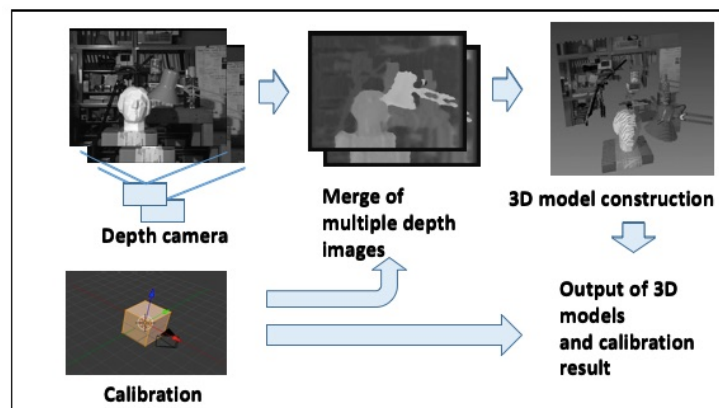 Depth camera
Merge of
multiple depth
images
3D model construction
Calibration
Output of 3D
models
and calibration
result